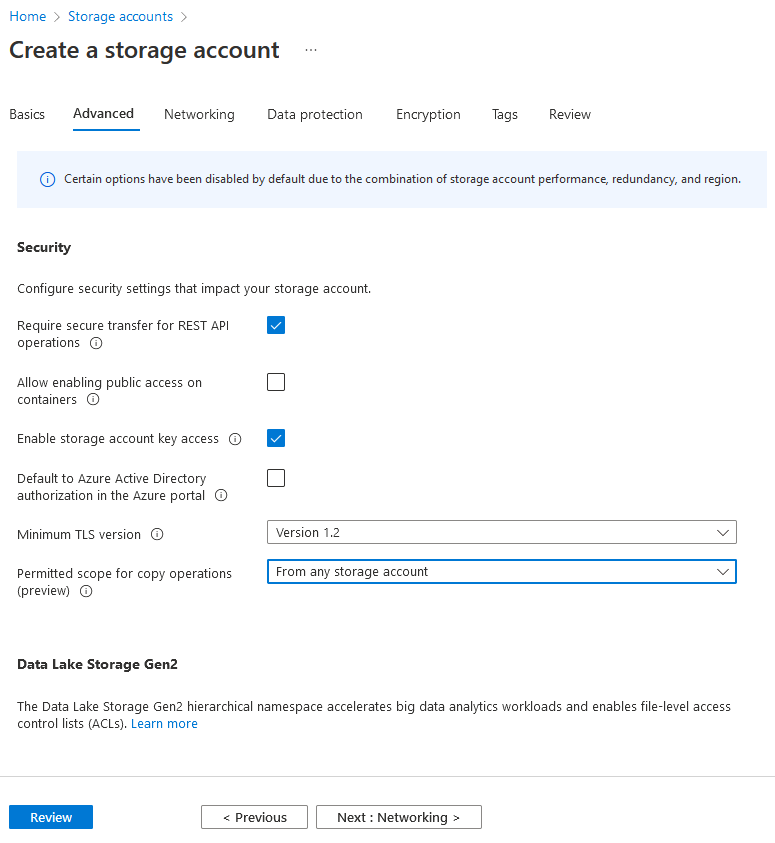 Home > Storage accounts >
Create a storage account ...
Basics Advanced Networking Data protection Encryption Tags Review
Certain options have been disabled by default due to the combination of storage account performance, redundancy, and region.
Security
Configure security settings that impact your storage account.
Require secure transfer for REST API
operations
Allow enabling public access on
containers
Enable storage account key access
Default to Azure Active Directory
authorization in the Azure portal
Minimum TLS version
Version 1.2
Permitted scope for copy operations
(preview)
From any storage account
Data Lake Storage Gen2
The Data Lake Storage Gen2 hierarchical namespace accelerates big data analytics workloads and enables file-level access
control lists (ACLs). Learn more
Review
< Previous
Next : Networking >